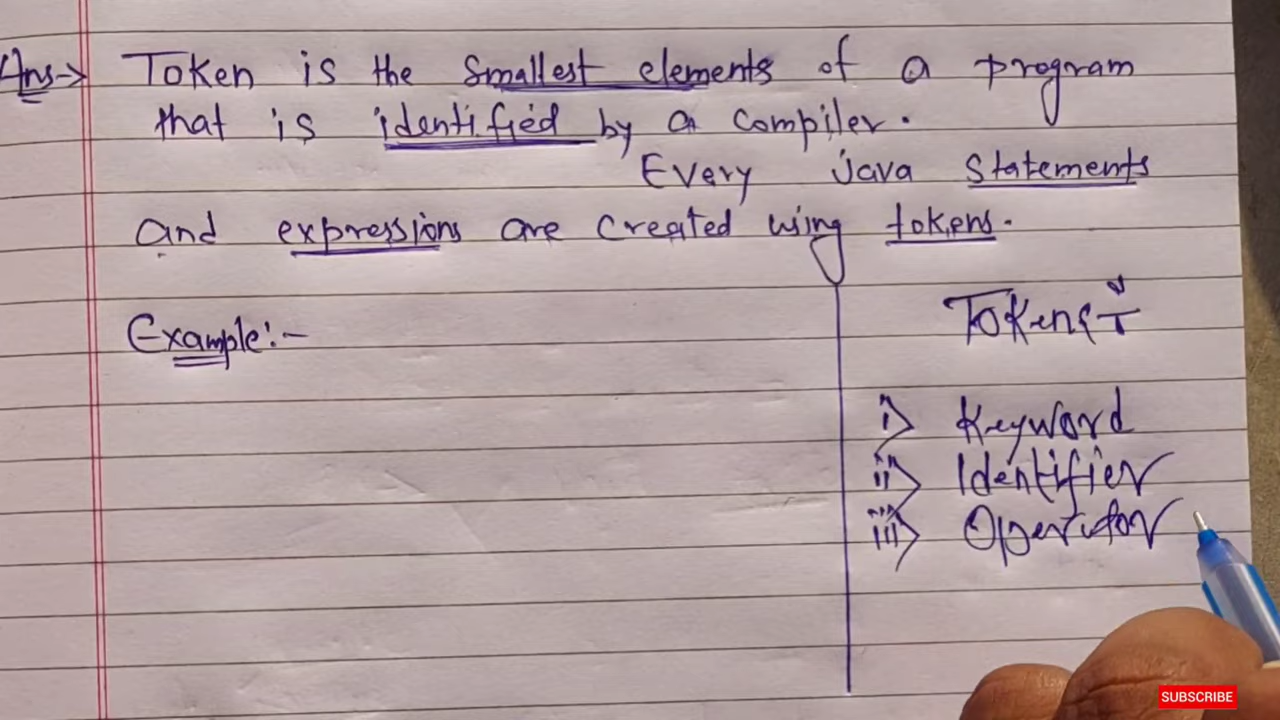 Ans→ Token is the smallest elements of a program
that is identified by a compiler.
Every java statements
and expressions are created using tokens.
Example:-
Tokens
i> Keyword
ii> Identifier
iii> Operator
SUBSCRIBE